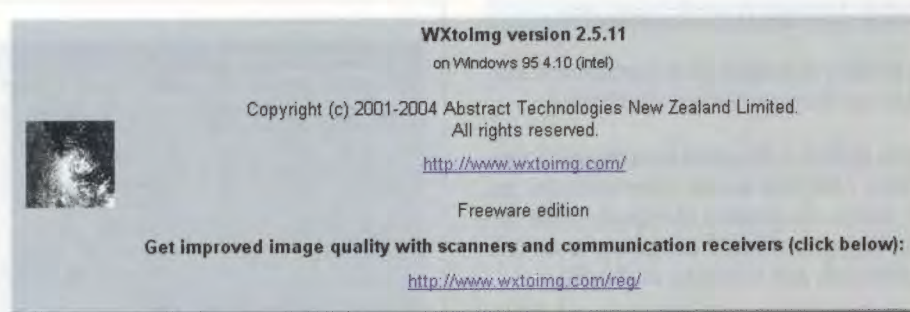 WXtoImg version 2.5.11
on Windows 95 4.10 (intel)
Copyright (c) 2001-2004 Abstract Technologies New Zealand Limited.
All rights reserved.
http://www.wxtoimg.com/
Freeware edition
Get improved image quality with scanners and communication receivers (click below):
http://www.wxtoimg.com/reg/